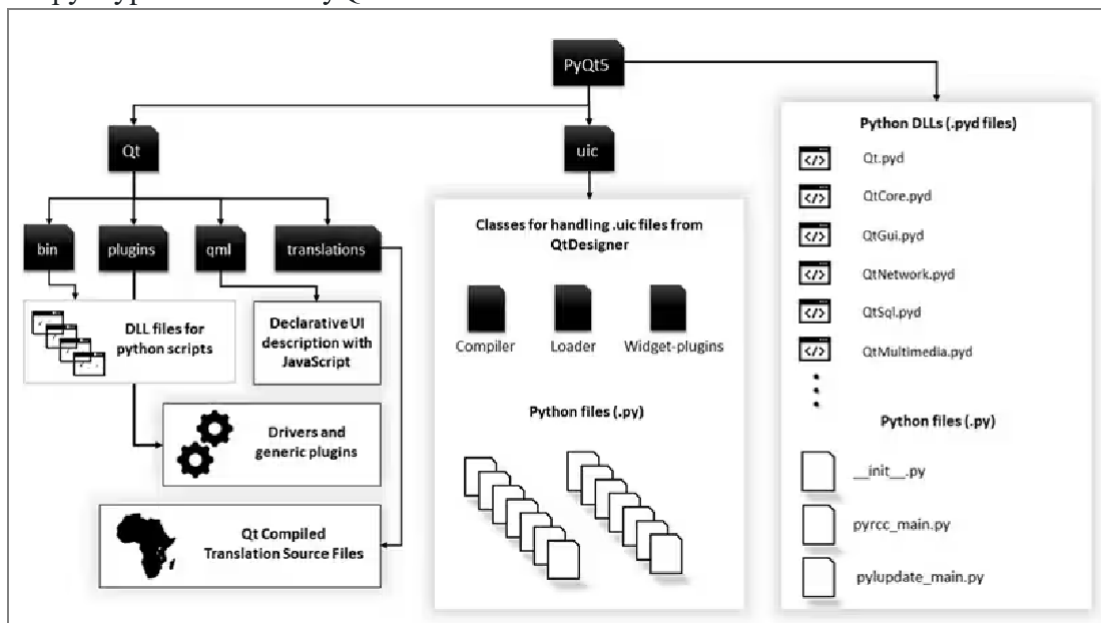 PyQt5
Qt
uic
bin
plugins
qml
translations
DLL files for
python scripts
Declarative UI
description with
JavaScript
Drivers and
generic plugins
Qt Compiled
Translation Source Files
Classes for handling .uic files from
QtDesigner
Compiler
Loader
Widget-plugins
Python files (.py)
Python DLLs (.pyd files)
</>
Qt.pyd
</>
QtCore.pyd
</>
QtGui.pyd
</>
QtNetwork.pyd
</>
QtSql.pyd
</>
QtMultimedia.pyd
Python files (.py)
__init__.py
pyrcc_main.py
pylupdate_main.py